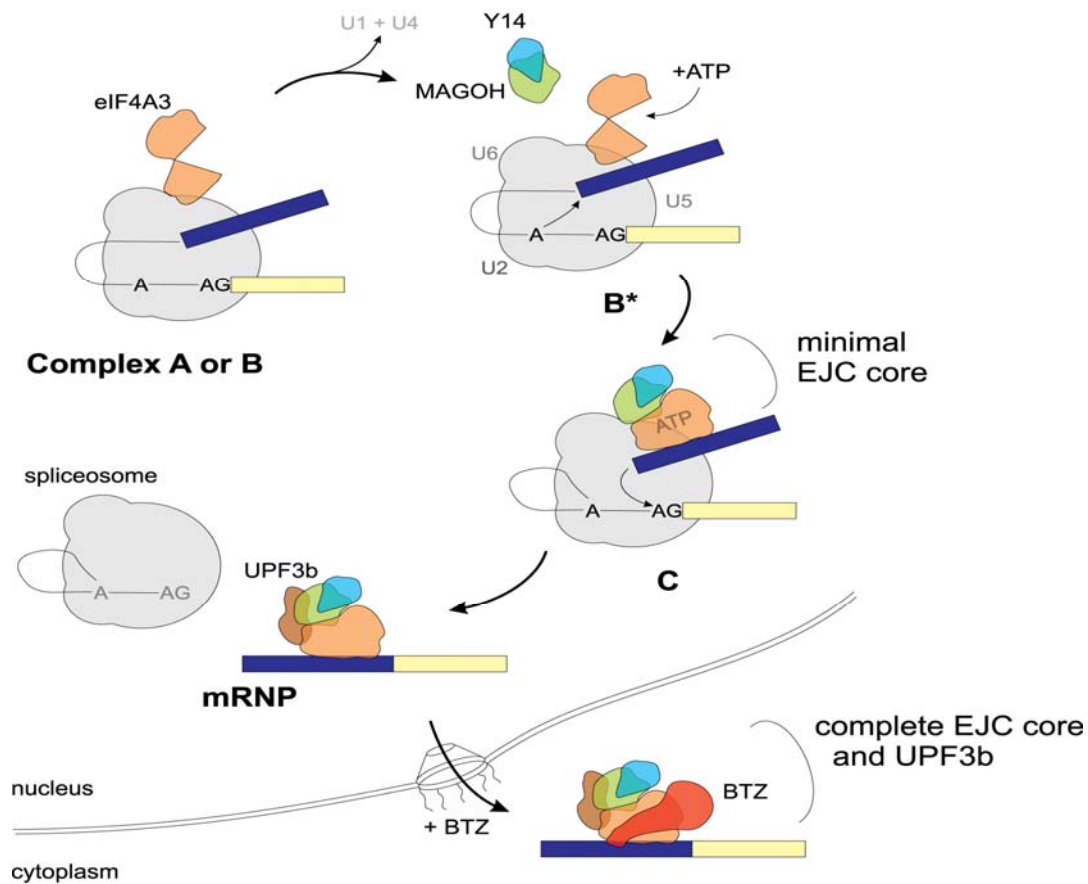 U1 + U4
Y14
MAGOH
+ATP
eIF4A3
U6
U5
A
AG
A
AG
U2
B*
Complex A or B
minimal
EJC core
ATP
spliceosome
A
AG
C
UPF3b
A
AG
mRNP
complete EJC core
and UPF3b
nucleus
BTZ
+ BTZ
cytoplasm